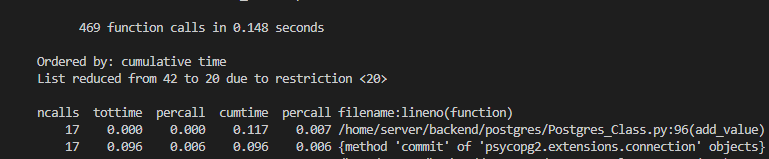 469 function calls in 0.148 seconds
Ordered by: cumulative time
List reduced from 42 to 20 due to restriction <20>
ncalls tottime percall cumtime percall filename:lineno(function)
17 0.000 0.000 0.117 0.007 /home/server/backend/postgres/Postgres_Class.py:96(add_value)
17 0.096 0.006 0.096 0.006 {method 'commit' of 'psycopg2.extensions.connection' objects}